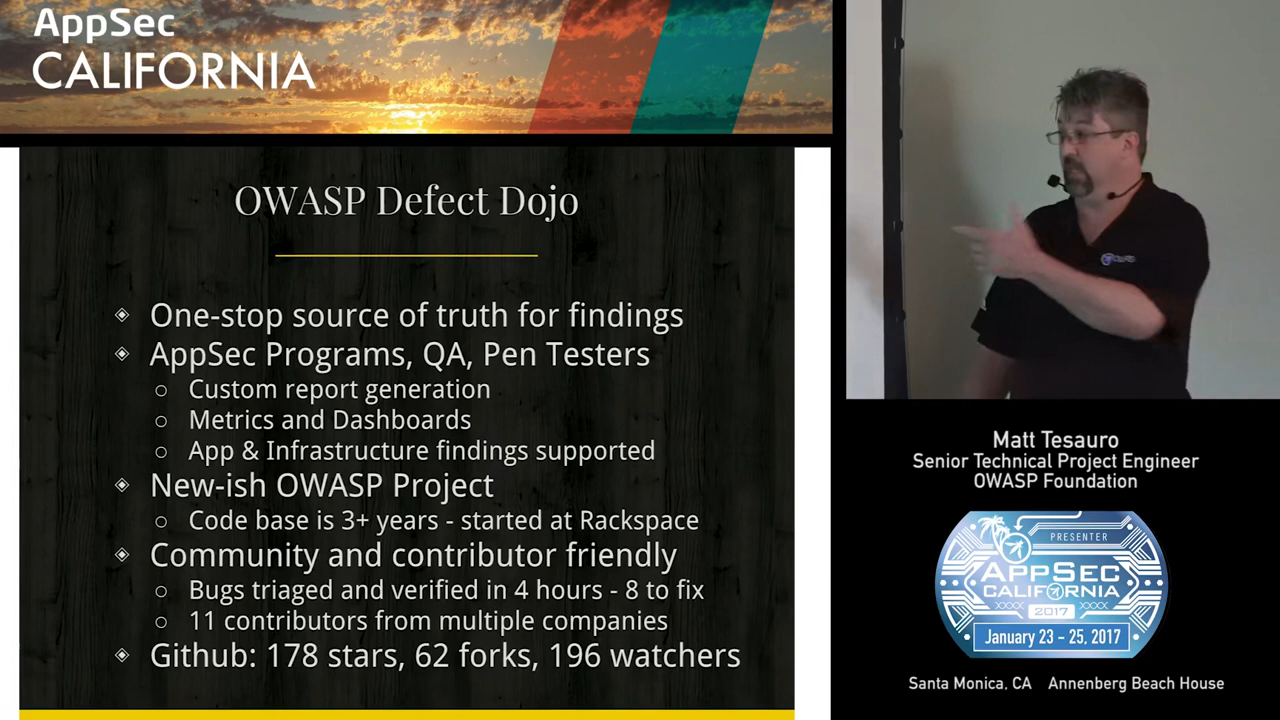 AppSec
CALIFORNIA
OWASP Defect Dojo
One-stop source of truth for findings
AppSec Programs, QA, Pen Testers
Custom report generation
Metrics and Dashboards
App & Infrastructure findings supported
New-ish OWASP Project
Code base is 3+ years - started at Rackspace
Community and contributor friendly
Bugs triaged and verified in 4 hours - 8 to fix
11 contributors from multiple companies
Github: 178 stars, 62 forks, 196 watchers
Matt Tesauro
Senior Technical Project Engineer
OWASP Foundation
PRESENTER
APPSEC
CALIFORNIA
XXXX 2017 XXXX
January 23 - 25, 2017
Santa Monica, CA Annenberg Beach House